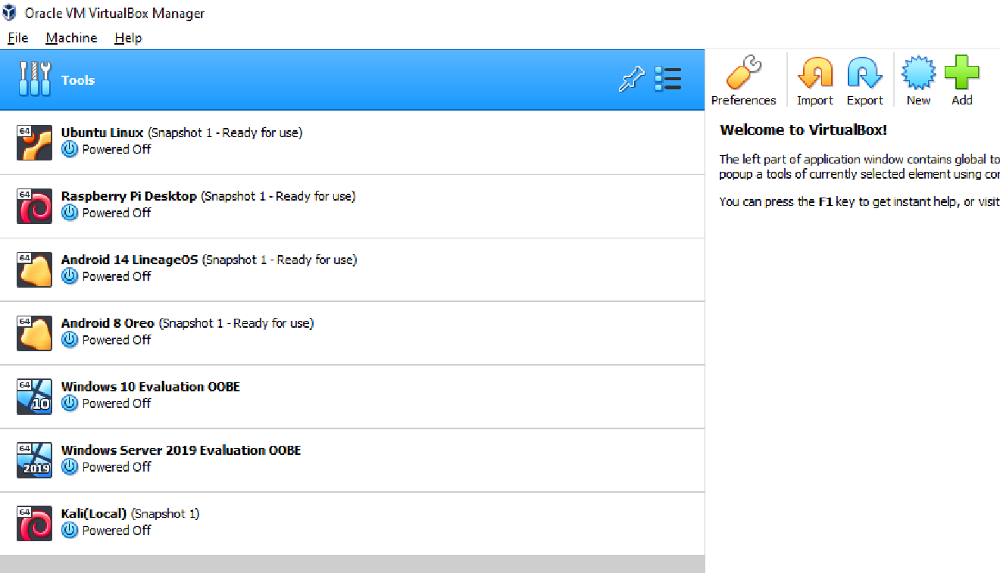 Oracle VM VirtualBox Manager
File Machine Help
Tools
Preferences Import Export New Add
64
Ubuntu Linux (Snapshot 1 - Ready for use)
Powered Off
64
Raspberry Pi Desktop (Snapshot 1 - Ready for use)
Powered Off
64
Android 14 LineageOS (Snapshot 1 - Ready for use)
Powered Off
64
Android 8 Oreo (Snapshot 1 - Ready for use)
Powered Off
64
10
Windows 10 Evaluation OOBE
Powered Off
64
2019
Windows Server 2019 Evaluation OOBE
Powered Off
64
Kali(Local) (Snapshot 1)
Powered Off
Welcome to VirtualBox!
The left part of application window contains global to
popup a tools of currently selected element using cor
You can press the F1 key to get instant help, or visit